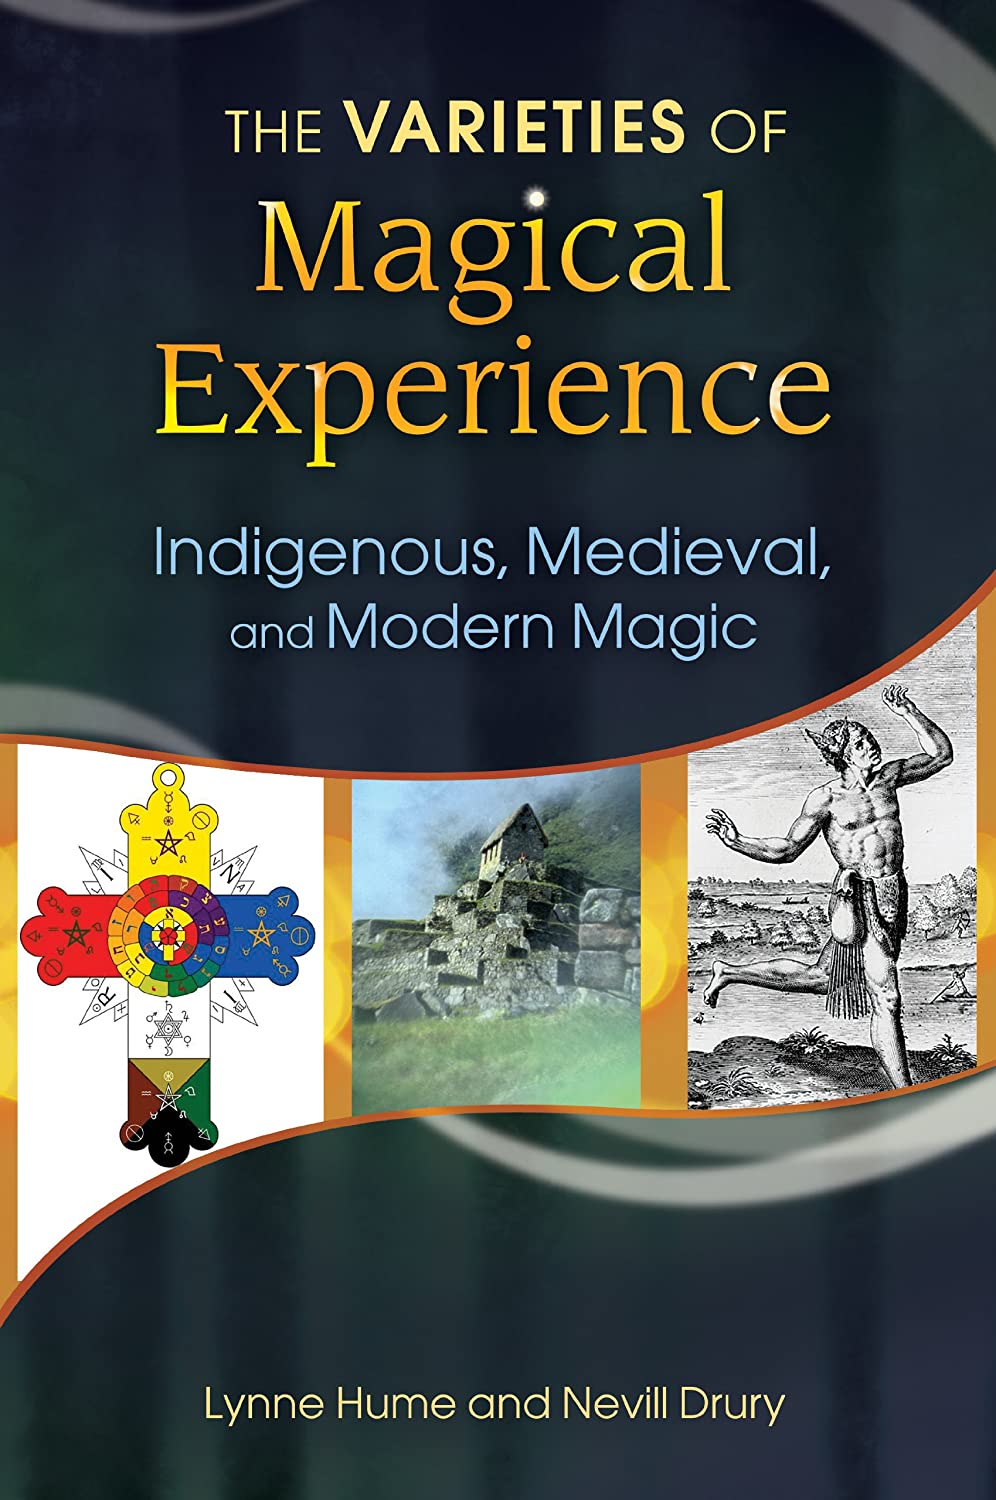 THE VARIETIES OF
Magical
Experience
Indigenous, Medieval,
and Modern Magic
I N
R I
Lynne Hume and Nevill Drury